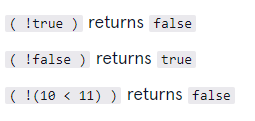 ( !true ) returns false
( !false ) returns true
( !(10 < 11) ) returns false